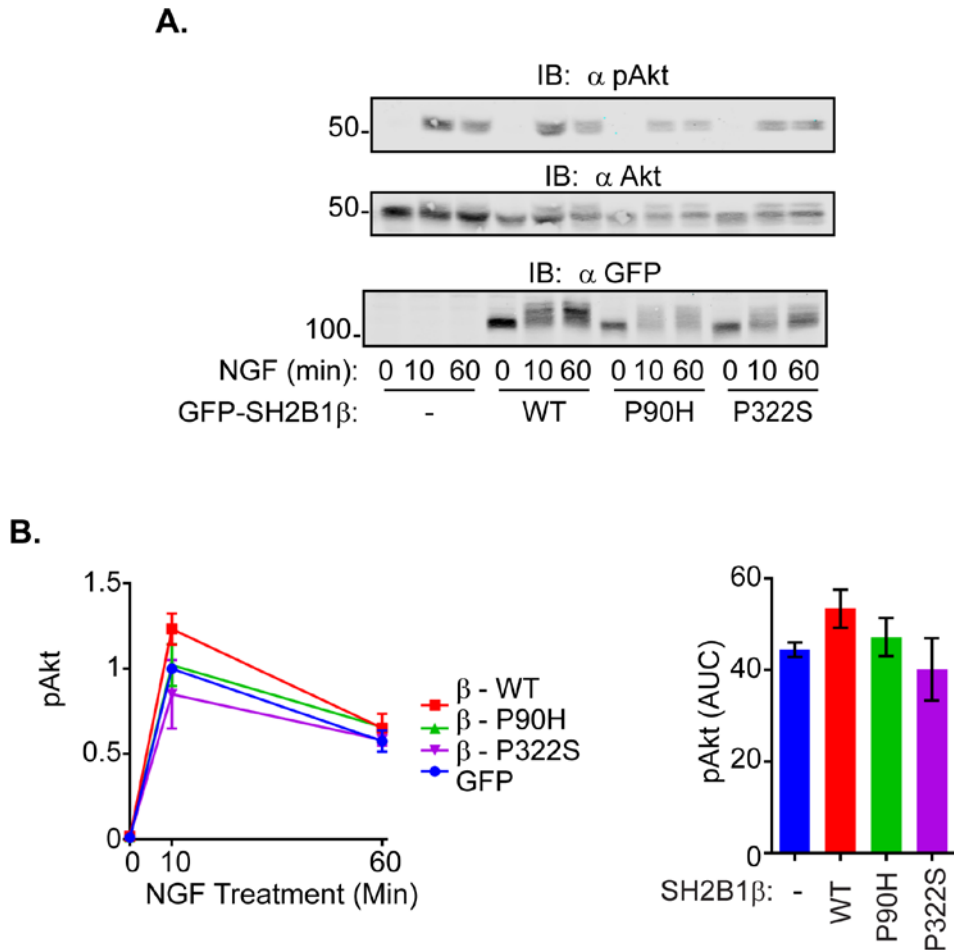 A.
IB: α pAkt
50-
IB: α Akt
50-
IB: α GFP
100-
NGF (min): 0 10 60 0 10 60 0 10 60 0 10 60
GFP-SH2B1β: - WT P90H P322S
B.
1.5
1
0.5
0
pAkt
0 10 60
NGF Treatment (Min)
β - WT
β - P90H
β - P322S
GFP
60
40
20
0
pAkt (AUC)
SH2B1β: - WT P90H P322S